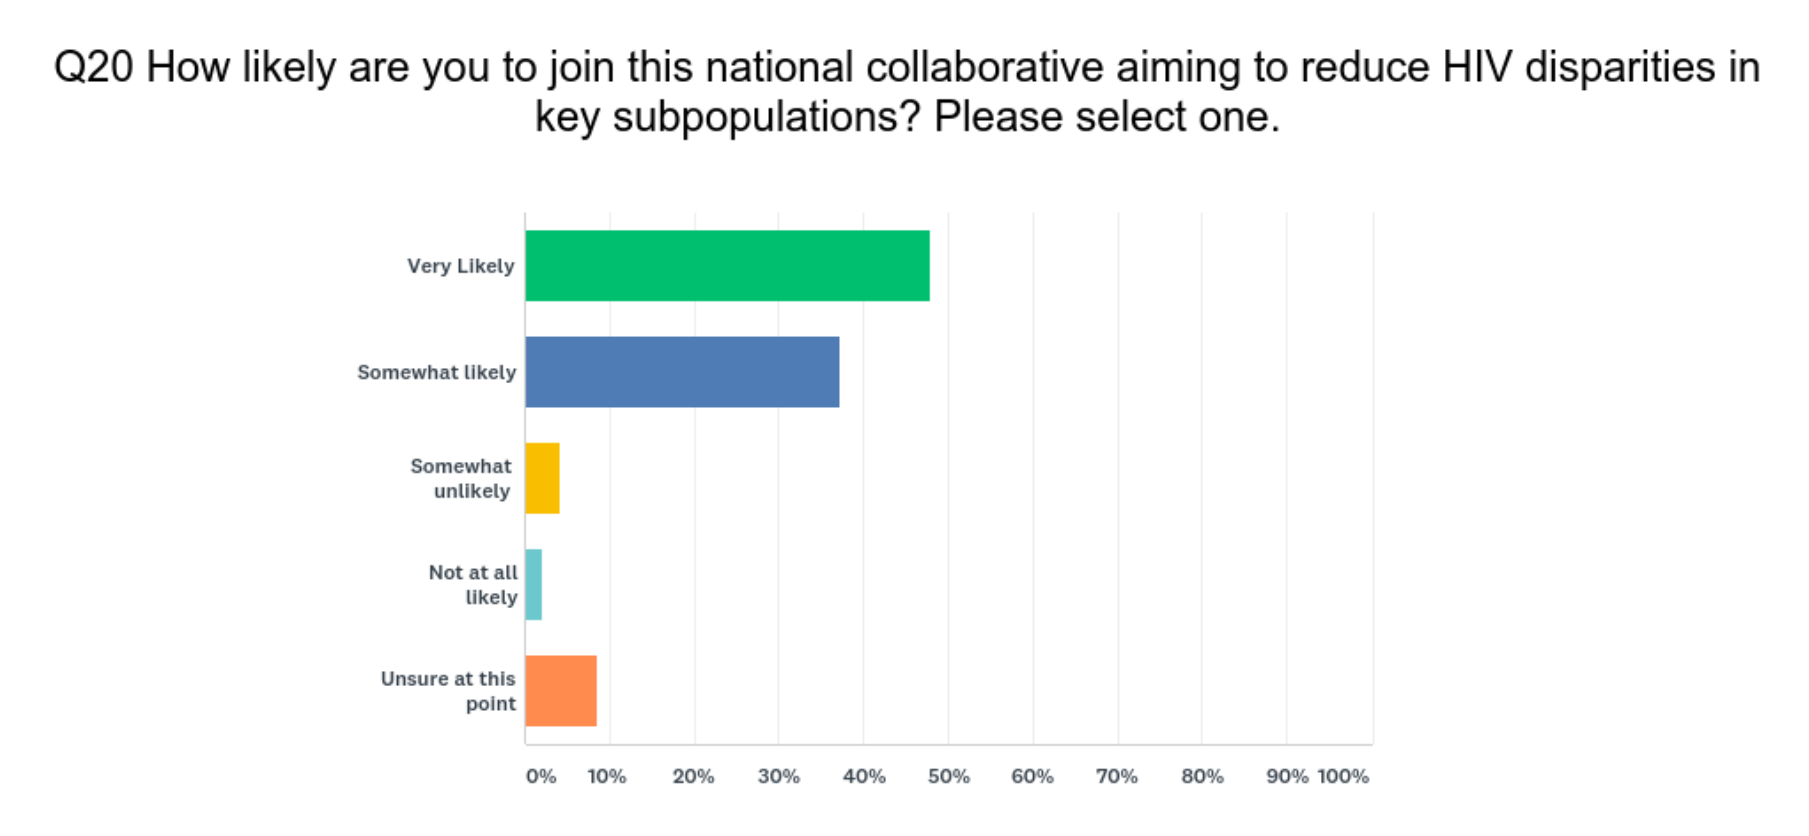 Q20 How likely are you to join this national collaborative aiming to reduce HIV disparities in
key subpopulations? Please select one.
Very Likely
Somewhat likely
Somewhat
unlikely
Not at all
likely
Unsure at this
point
0% 10% 20% 30% 40% 50% 60% 70% 80% 90% 100%